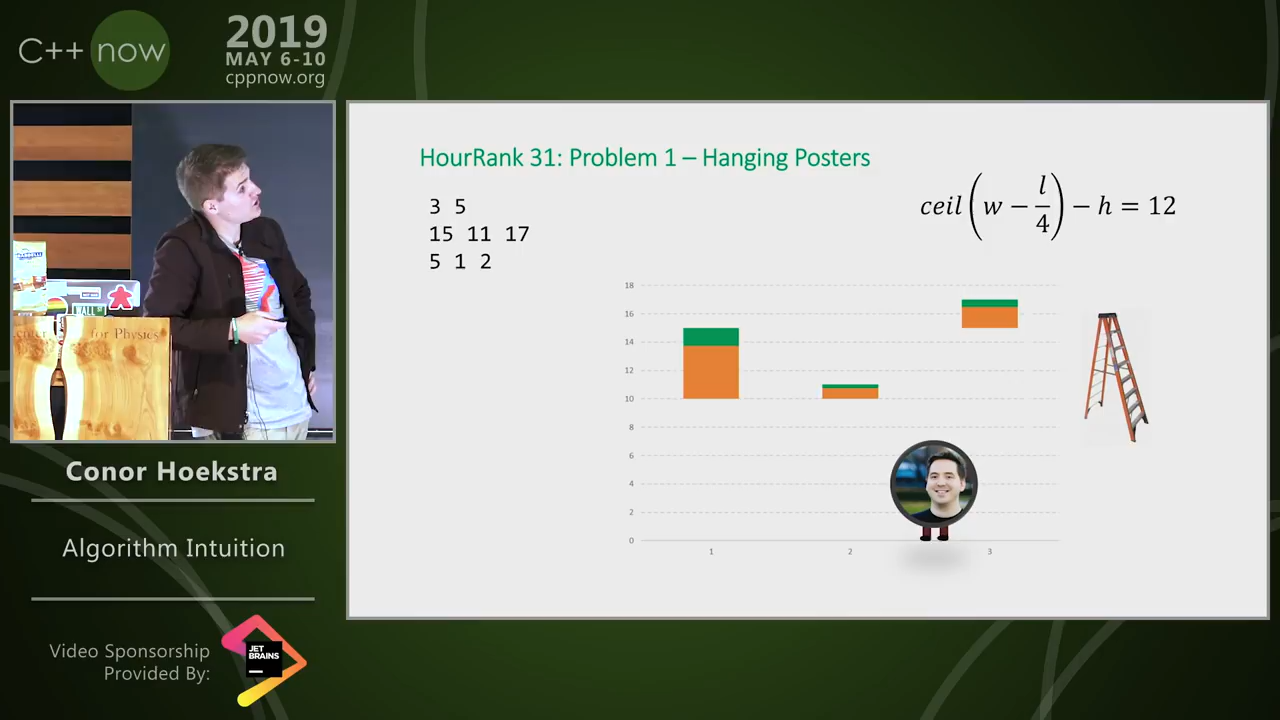 C++ now
2019
MAY 6-10
cppnow.org
for Physics
Conor Hoekstra
Algorithm Intuition
Video Sponsorship
Provided By:
JET
BRAINS
HourRank 31: Problem 1 – Hanging Posters
3 5
15 11 17
5 1 2
ceil(w − l/4) − h = 12
18
16
14
12
10
8
6
4
2
0
1 2 3